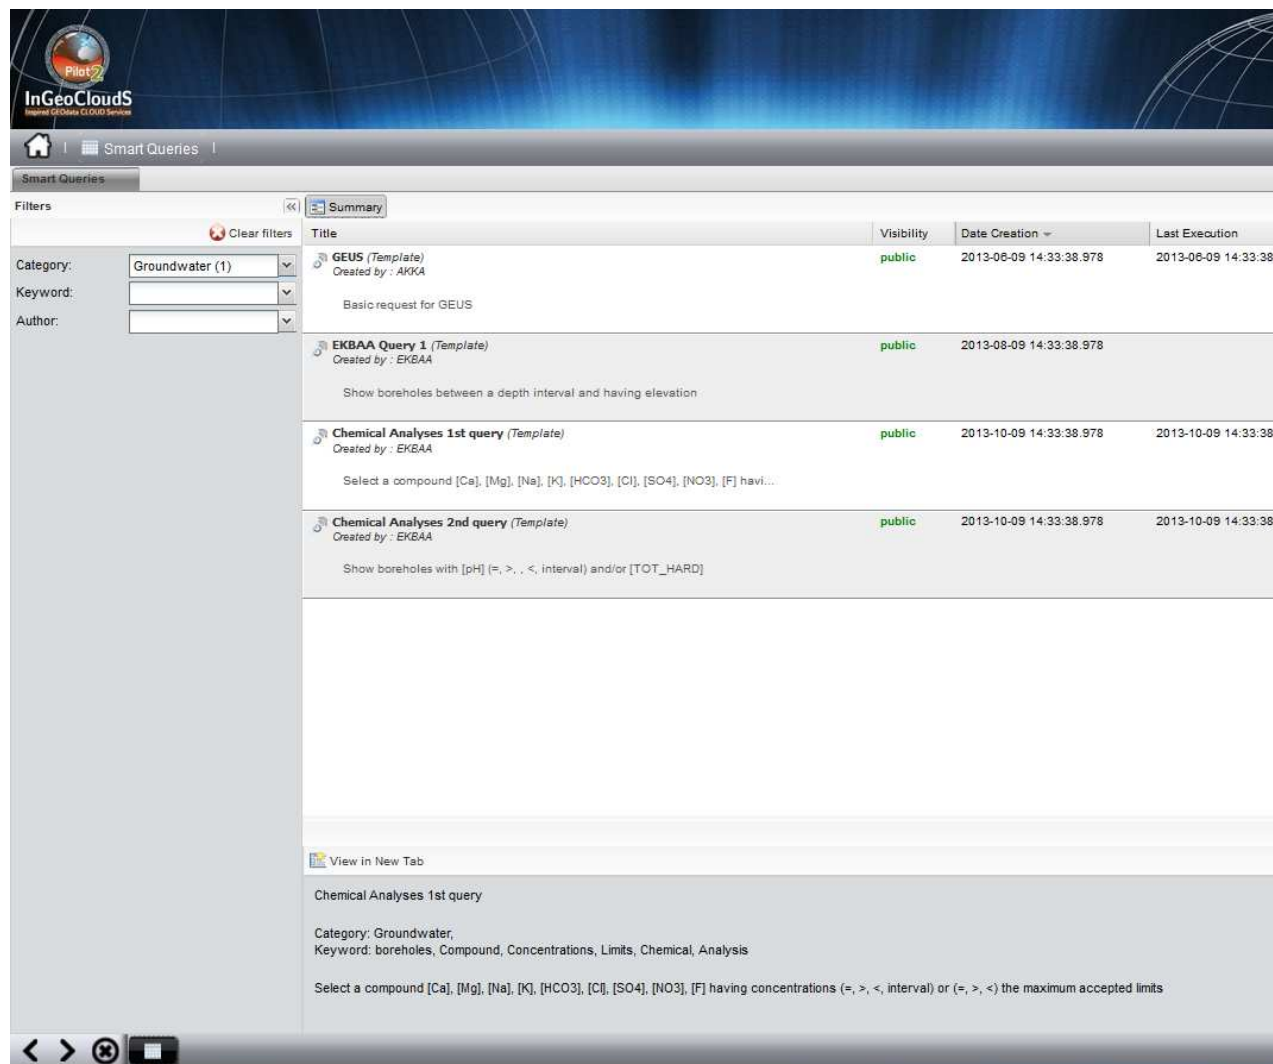 Pilot2
InGeoCloudS
Inspired GEOdata CLOUD Services
Smart Queries
Smart Queries
Filters
Summary
Clear filters
Title Visibility Date Creation Last Execution
Category: Groundwater (1)
Keyword:
Author:
GEUS (Template) public 2013-06-09 14:33:38.978 2013-06-09 14:33:38
Created by : AKKA
Basic request for GEUS
EKBAA Query 1 (Template) public 2013-08-09 14:33:38.978
Created by : EKBAA
Show boreholes between a depth interval and having elevation
Chemical Analyses 1st query (Template) public 2013-10-09 14:33:38.978 2013-10-09 14:33:38
Created by : EKBAA
Select a compound [Ca], [Mg], [Na], [K], [HCO3], [Cl], [SO4], [NO3], [F] havi...
Chemical Analyses 2nd query (Template) public 2013-10-09 14:33:38.978 2013-10-09 14:33:38
Created by : EKBAA
Show boreholes with [pH] (=, >, , <, interval) and/or [TOT_HARD]
View in New Tab
Chemical Analyses 1st query
Category: Groundwater,
Keyword: boreholes, Compound, Concentrations, Limits, Chemical, Analysis
Select a compound [Ca], [Mg], [Na], [K], [HCO3], [Cl], [SO4], [NO3], [F] having concentrations (=, >, <, interval) or (=, >, <) the maximum accepted limits